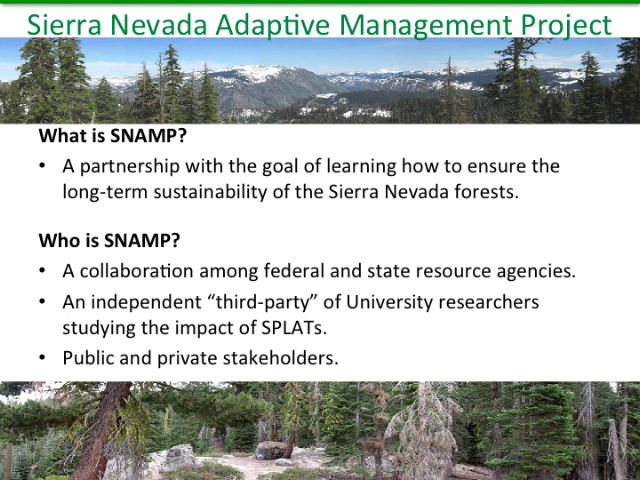 Sierra Nevada Adaptive Management Project
What is SNAMP?
• A partnership with the goal of learning how to ensure the
long-term sustainability of the Sierra Nevada forests.
Who is SNAMP?
• A collaboration among federal and state resource agencies.
• An independent “third-party” of University researchers
studying the impact of SPLATs.
• Public and private stakeholders.